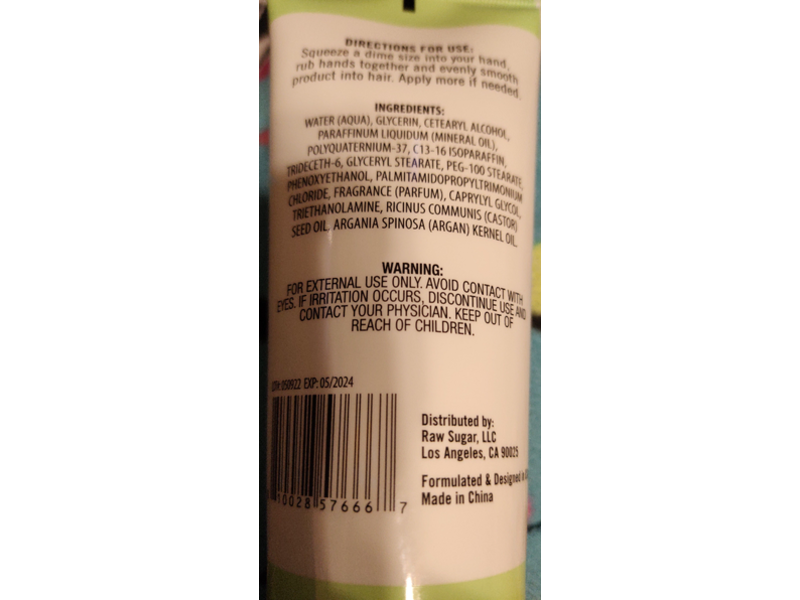 DIRECTIONS FOR USE:
Squeeze a dime size into your hand,
rub hands together and evenly smooth
product into hair. Apply more if needed.
INGREDIENTS:
WATER (AQUA), GLYCERIN, CETEARYL ALCOHOL,
PARAFFINUM LIQUIDUM (MINERAL OIL),
POLYQUATERNIUM-37, C13-16 ISOPARAFFIN,
TRIDECETH-6, GLYCERYL STEARATE, PEG-100 STEARATE,
PHENOXYETHANOL, PALMITAMIDOPROPYLTRIMONIUM
CHLORIDE, FRAGRANCE (PARFUM), CAPRYLYL GLYCOL,
TRIETHANOLAMINE, RICINUS COMMUNIS (CASTOR)
SEED OIL, ARGANIA SPINOSA (ARGAN) KERNEL OIL.
WARNING:
FOR EXTERNAL USE ONLY. AVOID CONTACT WITH
EYES. IF IRRITATION OCCURS, DISCONTINUE USE AND
CONTACT YOUR PHYSICIAN. KEEP OUT OF
REACH OF CHILDREN.
050922 EXP: 05/2024
Distributed by:
Raw Sugar, LLC
Los Angeles, CA 90025
Formulated & Designed in
Made in China
10028 57666 7